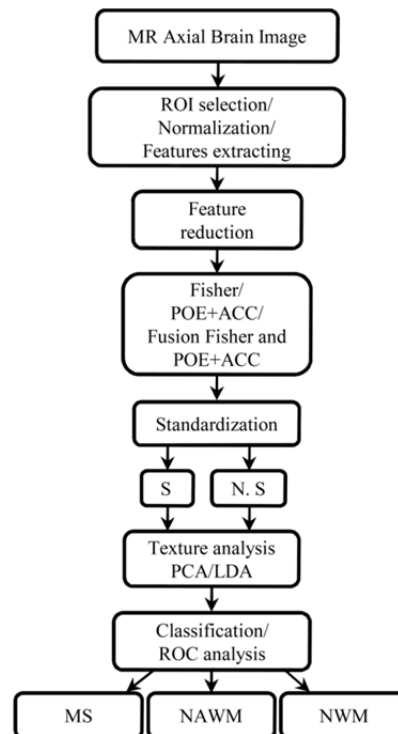 MR Axial Brain Image
ROI selection/
Normalization/
Features extracting
Feature
reduction
Fisher/
POE+ACC/
Fusion Fisher and
POE+ACC
Standardization
S
N. S
Texture analysis
PCA/LDA
Classification/
ROC analysis
MS
NAWM
NWM